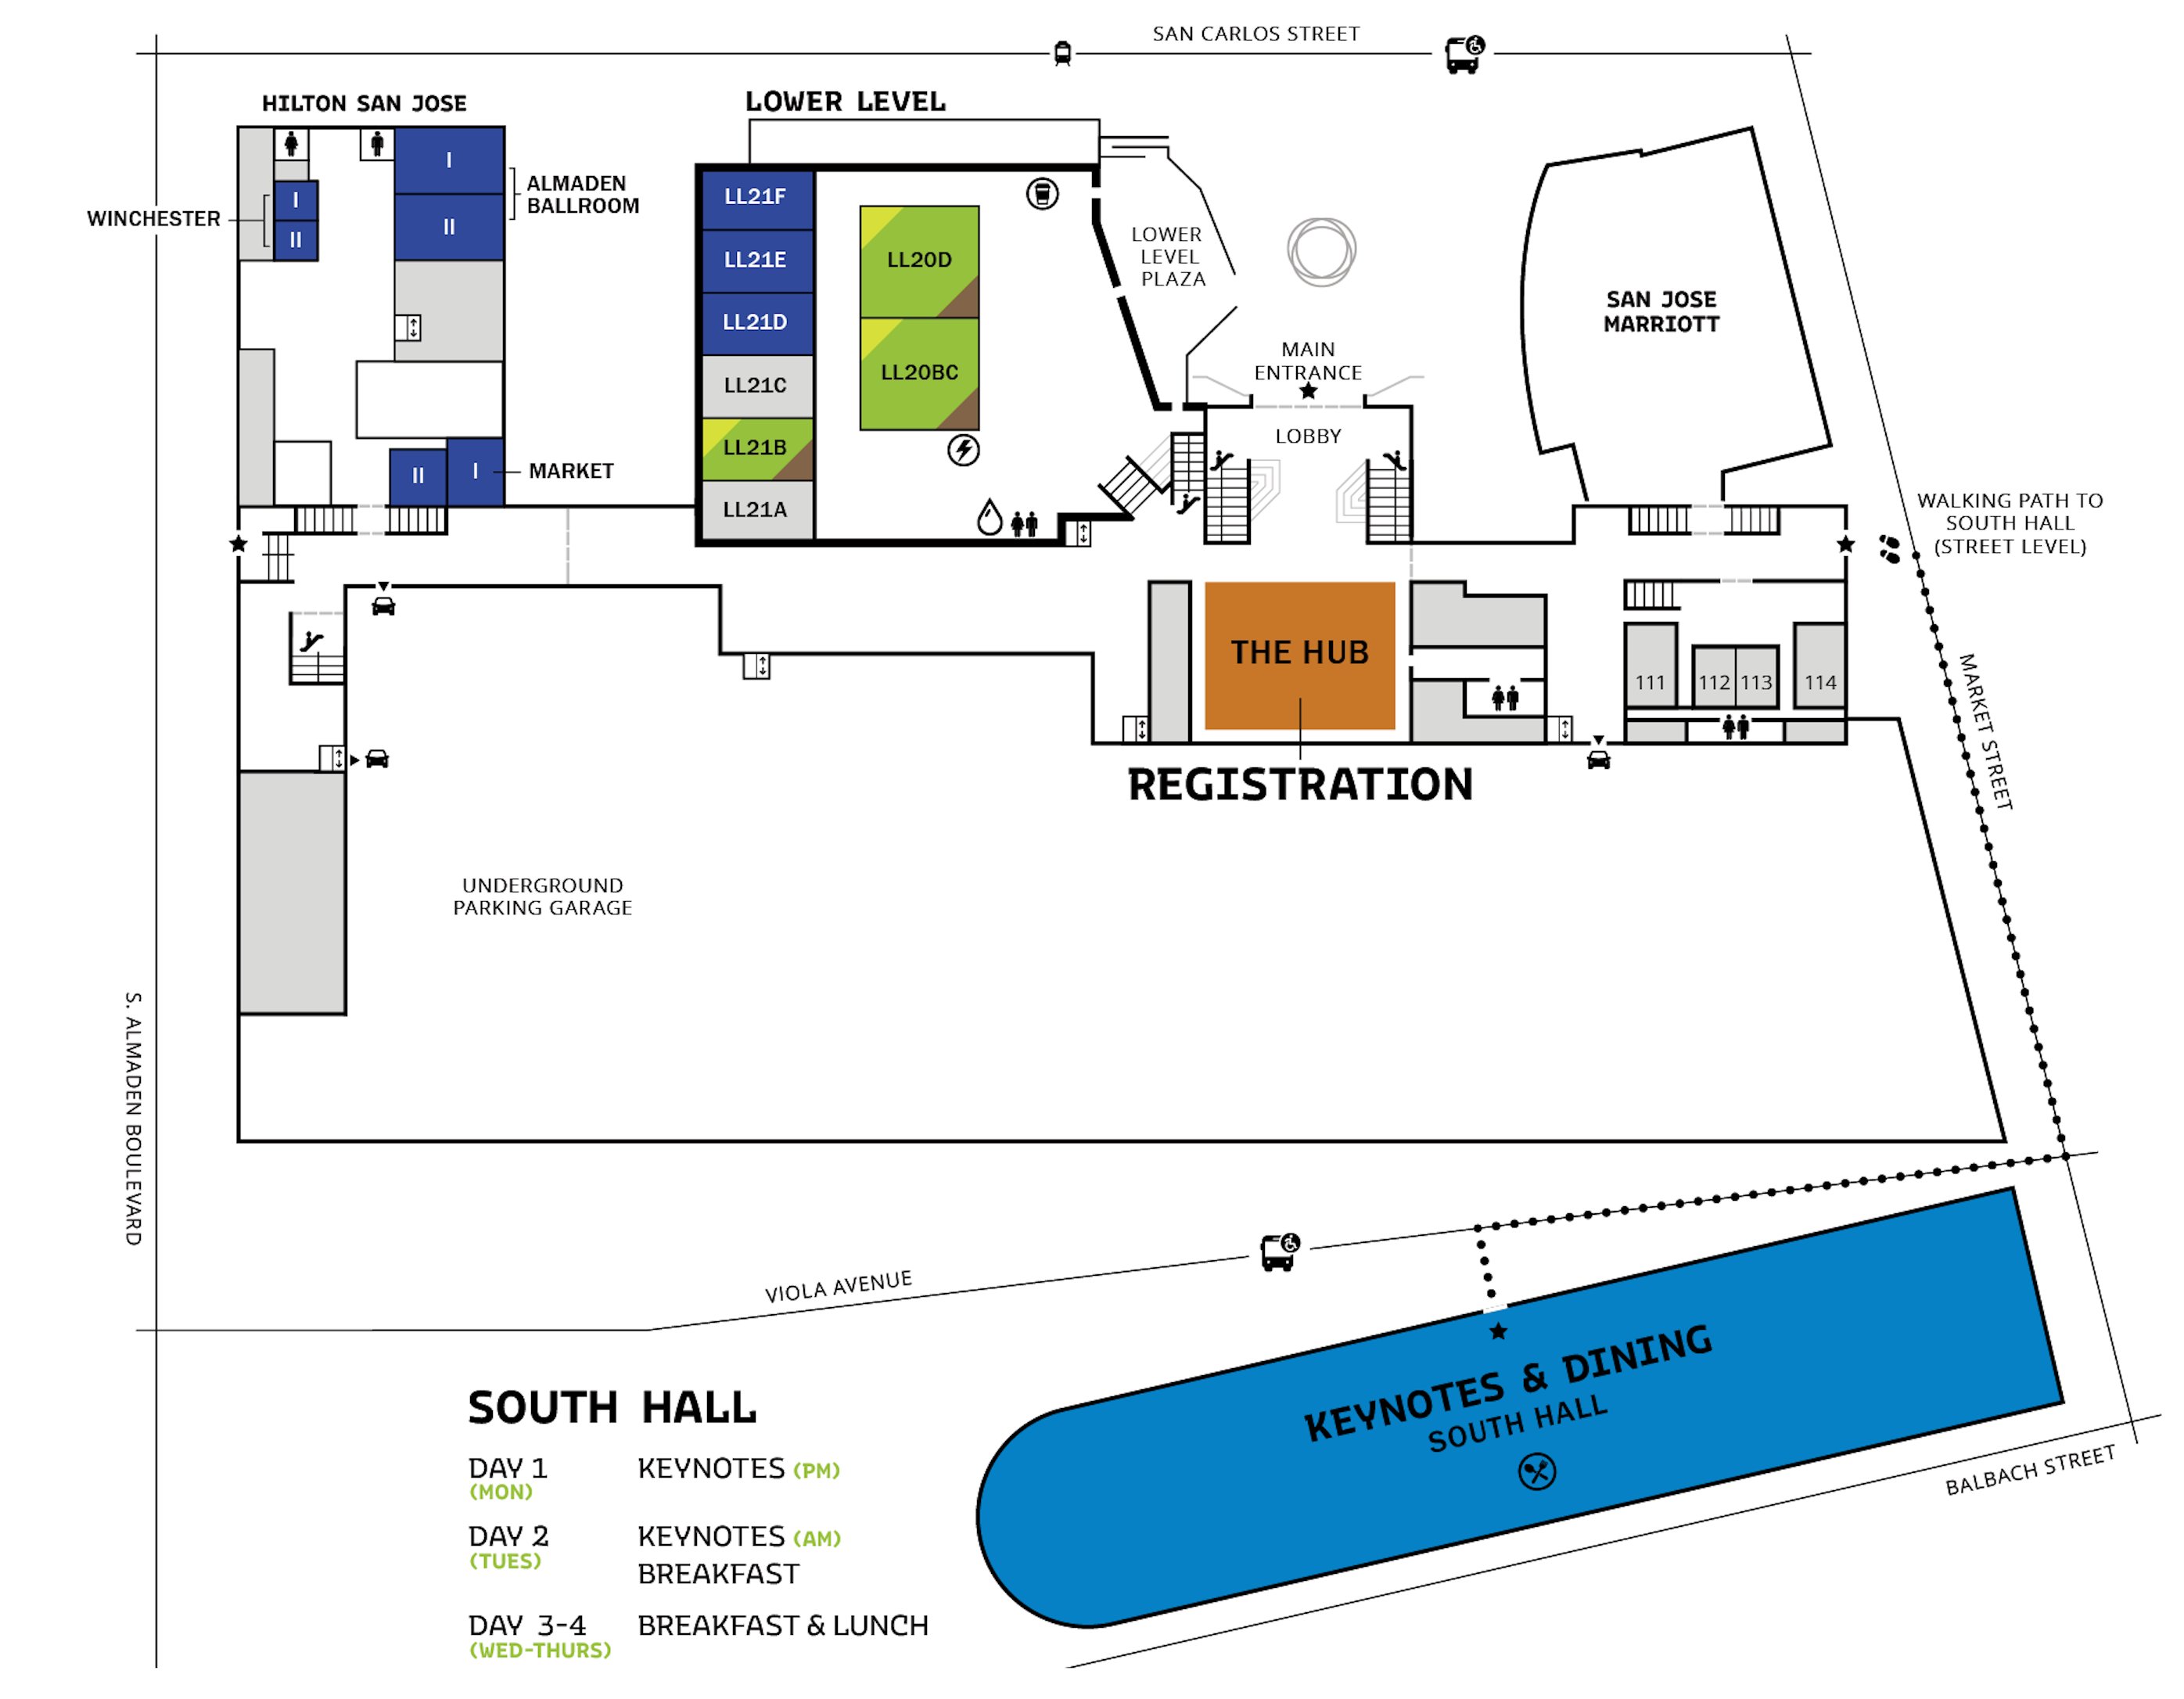 SAN CARLOS STREET
HILTON SAN JOSE
LOWER LEVEL
I
II
ALMADEN
BALLROOM
WINCHESTER
I
II
II
I
MARKET
LL21F
LL21E
LL21D
LL21C
LL21B
LL21A
LL20D
LL20BC
LOWER
LEVEL
PLAZA
MAIN
ENTRANCE
LOBBY
SAN JOSE
MARRIOTT
WALKING PATH TO
SOUTH HALL
(STREET LEVEL)
THE HUB
REGISTRATION
111
112
113
114
MARKET STREET
UNDERGROUND
PARKING GARAGE
S. ALMADEN BOULEVARD
VIOLA AVENUE
KEYNOTES & DINING
SOUTH HALL
BALBACH STREET
SOUTH HALL
DAY 1 KEYNOTES (PM)
(MON)
DAY 2 KEYNOTES (AM)
(TUES)
BREAKFAST
DAY 3-4 BREAKFAST & LUNCH
(WED-THURS)